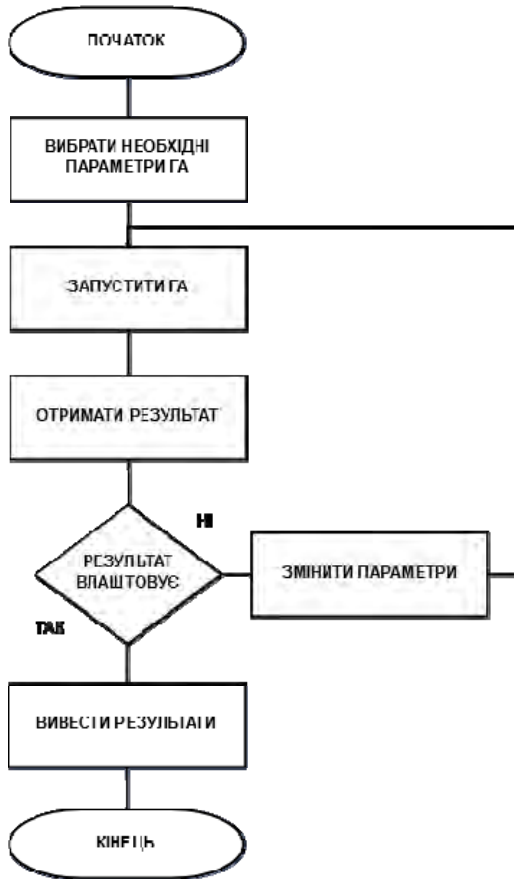 ПОЧАТОК
ВИБРАТИ НЕОБХІДНІ
ПАРАМЕТРИ ГА
ЗАПУСТИТИ ГА
ОТРИМАТИ РЕЗУЛЬТАТ
НІ
РЕЗУЛЬТАТ
ВЛАШТОВУЄ
ЗМІНИТИ ПАРАМЕТРИ
ТАК
ВИВЕСТИ РЕЗУЛЬТАТИ
КІНЕЦЬ